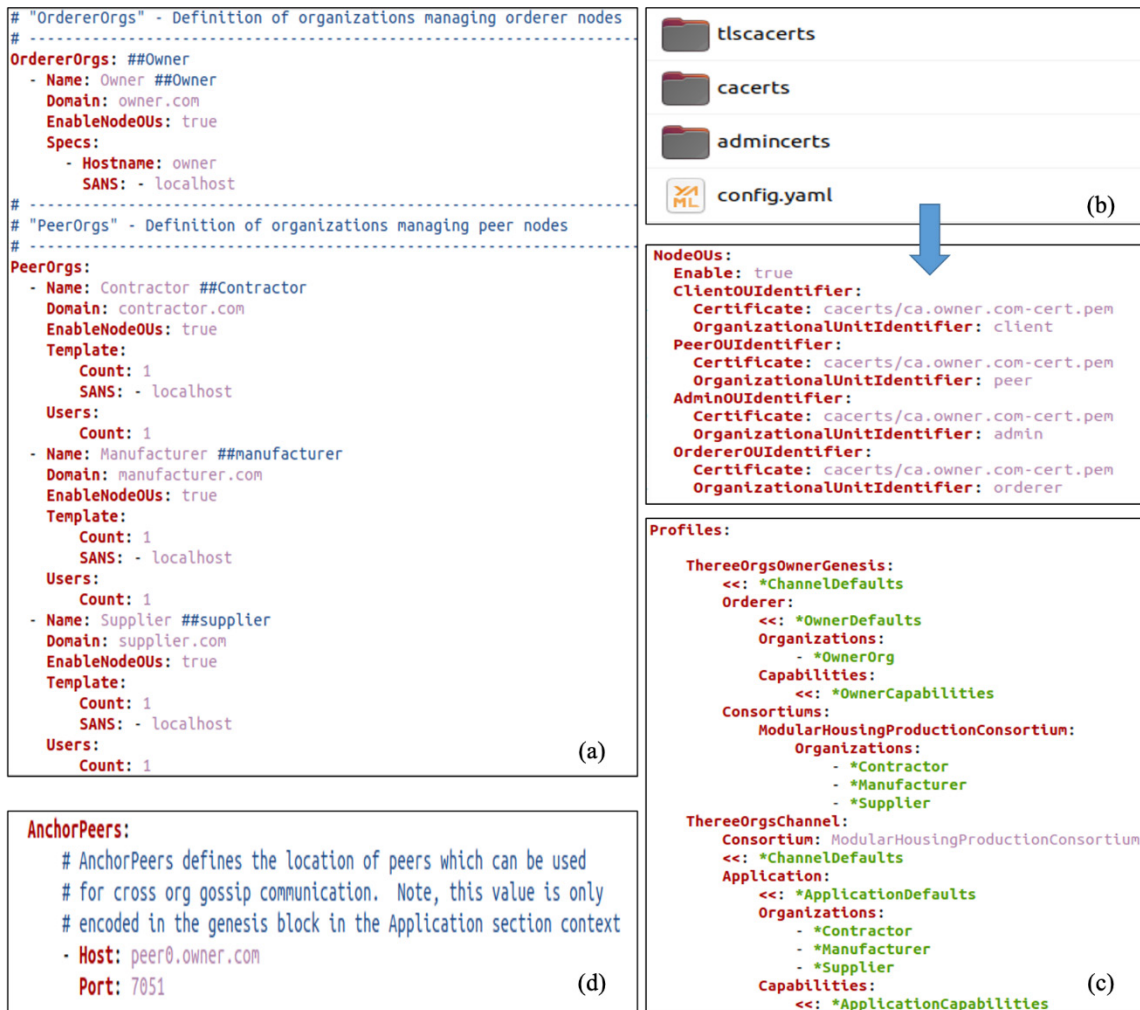 # "OrdererOrgs" - Definition of organizations managing orderer nodes
# ---------------------------------------------------------------------
OrdererOrgs: ##Owner
  - Name: Owner ##Owner
    Domain: owner.com
    EnableNodeOUs: true
    Specs:
      - Hostname: owner
        SANS: - localhost
# ---------------------------------------------------------------------
# "PeerOrgs" - Definition of organizations managing peer nodes
# ---------------------------------------------------------------------
PeerOrgs:
  - Name: Contractor ##Contractor
    Domain: contractor.com
    EnableNodeOUs: true
    Template:
        Count: 1
        SANS: - localhost
    Users:
        Count: 1
  - Name: Manufacturer ##manufacturer
    Domain: manufacturer.com
    EnableNodeOUs: true
    Template:
        Count: 1
        SANS: - localhost
    Users:
        Count: 1
  - Name: Supplier ##supplier
    Domain: supplier.com
    EnableNodeOUs: true
    Template:
        Count: 1
        SANS: - localhost
    Users:
        Count: 1
(a)
tlscacerts
cacerts
admincerts
YAML config.yaml
(b)
NodeOUs:
  Enable: true
  ClientOUIdentifier:
    Certificate: cacerts/ca.owner.com-cert.pem
    OrganizationalUnitIdentifier: client
  PeerOUIdentifier:
    Certificate: cacerts/ca.owner.com-cert.pem
    OrganizationalUnitIdentifier: peer
  AdminOUIdentifier:
    Certificate: cacerts/ca.owner.com-cert.pem
    OrganizationalUnitIdentifier: admin
  OrdererOUIdentifier:
    Certificate: cacerts/ca.owner.com-cert.pem
    OrganizationalUnitIdentifier: orderer
Profiles:
    ThereeOrgsOwnerGenesis:
        <<: *ChannelDefaults
        Orderer:
            <<: *OwnerDefaults
            Organizations:
                - *OwnerOrg
            Capabilities:
                <<: *OwnerCapabilities
        Consortiums:
            ModularHousingProductionConsortium:
                Organizations:
                    - *Contractor
                    - *Manufacturer
                    - *Supplier
    ThereeOrgsChannel:
        Consortium: ModularHousingProductionConsortium
        <<: *ChannelDefaults
        Application:
            <<: *ApplicationDefaults
            Organizations:
                - *Contractor
                - *Manufacturer
                - *Supplier
            Capabilities:
                <<: *ApplicationCapabilities
(c)
AnchorPeers:
    # AnchorPeers defines the location of peers which can be used
    # for cross org gossip communication.  Note, this value is only
    # encoded in the genesis block in the Application section context
    - Host: peer0.owner.com
      Port: 7051
(d)